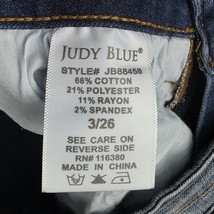 JUDY BLUE®
STYLE# JB88456
66% COTTON
21% POLYESTER
11% RAYON
2% SPANDEX
3/26
SEE CARE ON
REVERSE SIDE
RN# 116380
MADE IN CHINA